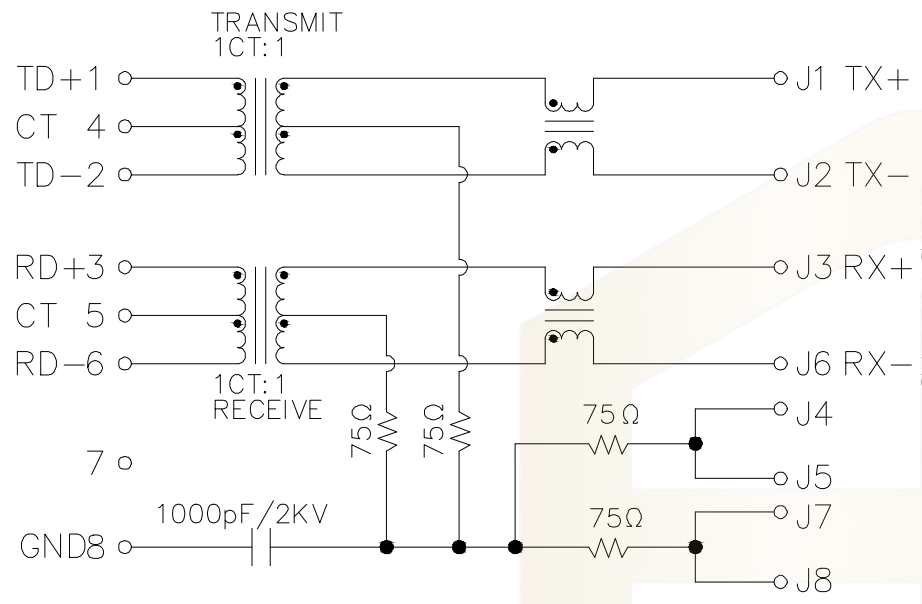 TRANSMIT
1CT:1
TD+1
J1 TX+
CT 4
TD-2
J2 TX-
RD+3
J3 RX+
CT 5
RD-6
J6 RX-
1CT:1
RECEIVE
75Ω
75Ω
75Ω
J4
7
J5
1000pF/2KV
75Ω
J7
GND8
J8